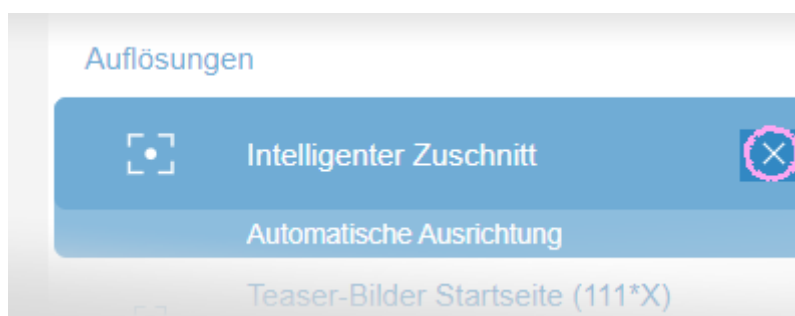 Auflösungen
Intelligenter Zuschnitt
Automatische Ausrichtung
Teaser-Bilder Startseite (111*X)